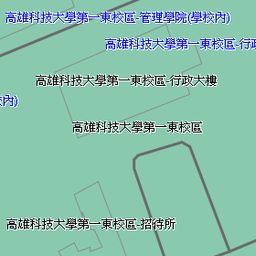 高雄科技大學第一東校區-管理學院(學校內)
高雄科技大學第一東校區-行政
高雄科技大學第一東校區-行政大樓
校內)
高雄科技大學第一東校區
高雄科技大學第一東校區-招待所